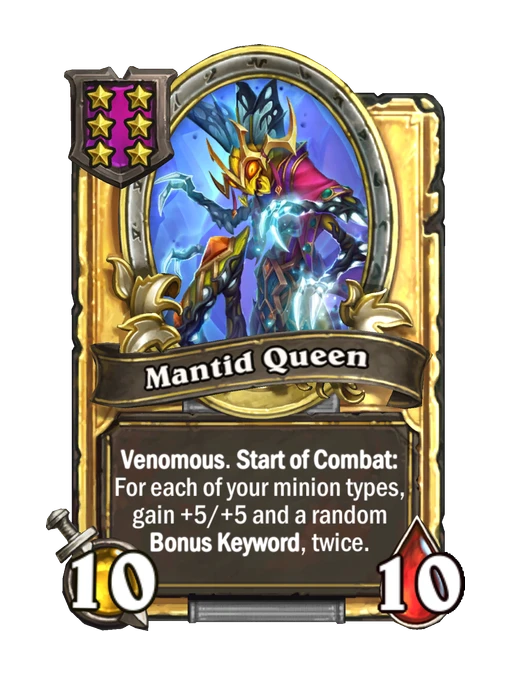 Mantid Queen
Venomous. Start of Combat:
For each of your minion types,
gain +5/+5 and a random
Bonus Keyword, twice.
10
10